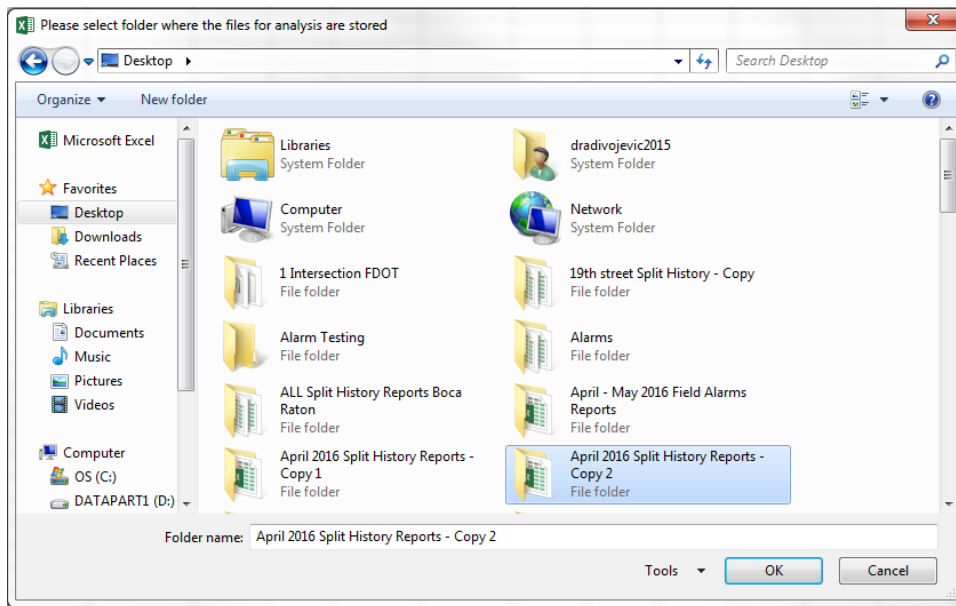 Please select folder where the files for analysis are stored
Desktop
Search Desktop
Organize
New folder
Microsoft Excel
Favorites
Desktop
Downloads
Recent Places
Libraries
Documents
Music
Pictures
Videos
Computer
OS (C:)
DATAPART1 (D:)
Libraries
System Folder
dradivojevic2015
System Folder
Computer
System Folder
Network
System Folder
1 Intersection FDOT
File folder
19th street Split History - Copy
File folder
Alarm Testing
File folder
Alarms
File folder
ALL Split History Reports Boca
Raton
File folder
April - May 2016 Field Alarms
Reports
File folder
April 2016 Split History Reports -
Copy 1
File folder
April 2016 Split History Reports -
Copy 2
File folder
Folder name: April 2016 Split History Reports - Copy 2
Tools
OK
Cancel